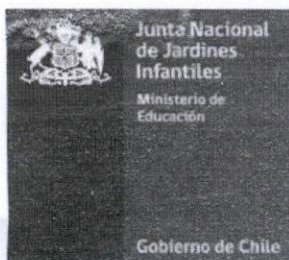 Junta Nacional
de Jardines
Infantiles
Ministerio de
Educación
Gobierno de Chile